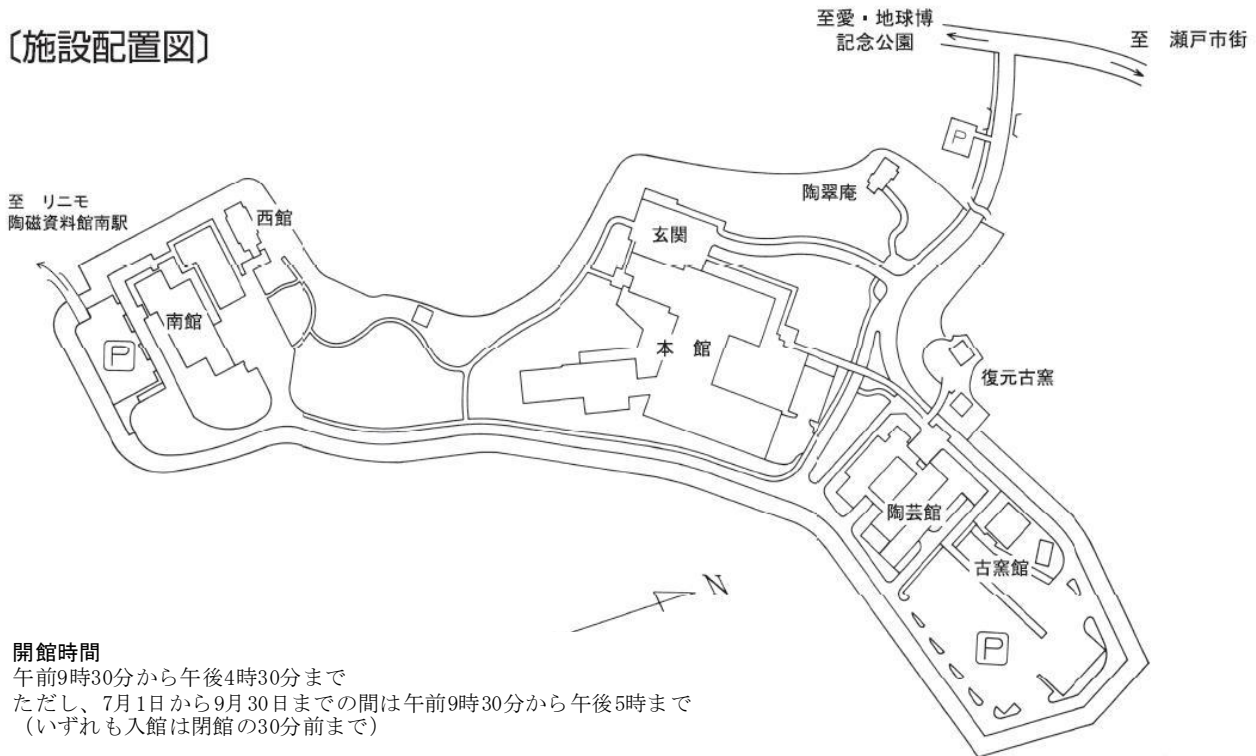 〔施設配置図〕
至愛・地球博
記念公園
至　瀬戸市街
P
陶翠庵
至　リニモ
陶磁資料館南駅
西館
玄関
南館
P
本　館
復元古窯
陶芸館
古窯館
N
P
開館時間
午前9時30分から午後4時30分まで
ただし、7月1日から9月30日までの間は午前9時30分から午後5時まで
（いずれも入館は閉館の30分前まで）